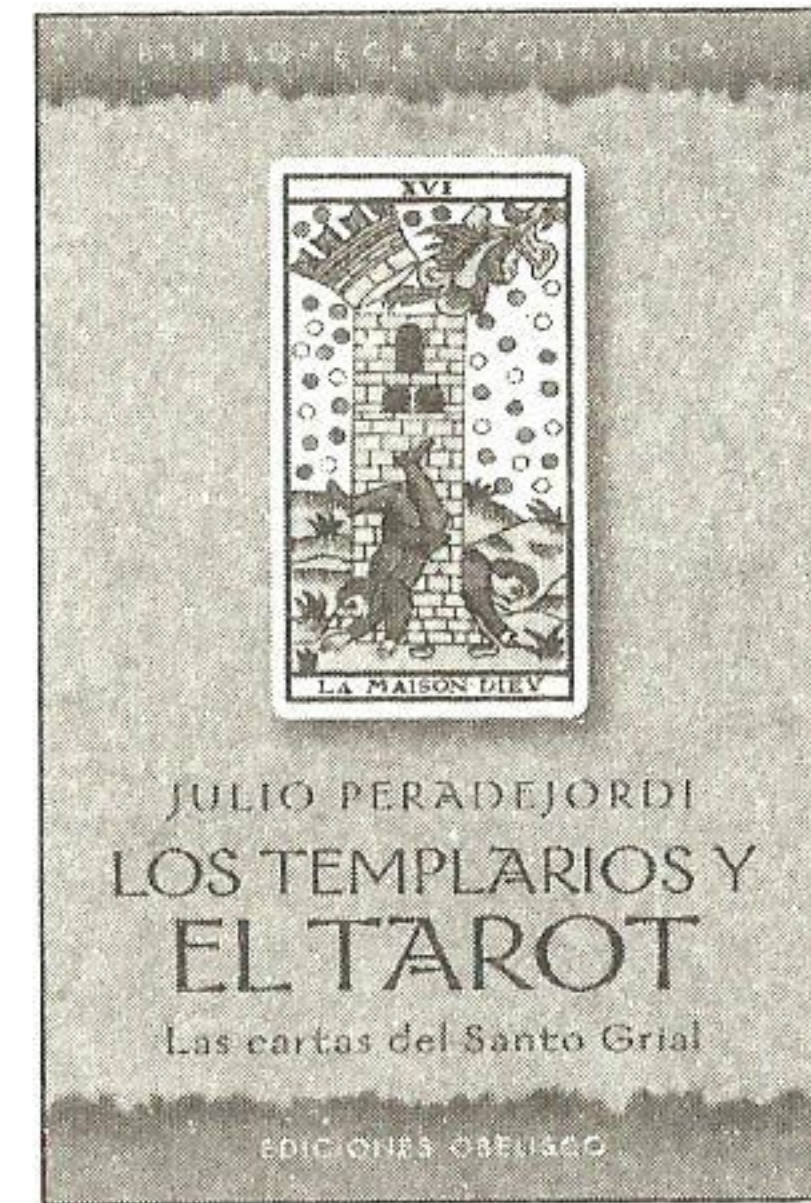 BIBLIOTECA ESOTÉRICA
XVI
LA MAISON DIEV
JULIO PERADEJORDI
LOS TEMPLARIOS Y
EL TAROT
Las cartas del Santo Grial
EDICIONES OBELISCO